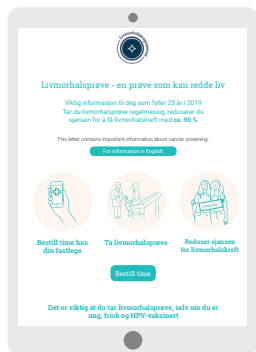 Livmorhalsprøve - en prøve som kan redde liv
Viktig informasjon til deg som fyller 25 år i 2019
Tar du livmorhalsprøve regelmessig, reduserer du
sjansen for å få livmorhalskreft med ca. 90 %
This letter contains important information about cancer screening.
For information in English
Bestill time hos
din fastlege
Ta livmorhalsprøve
Reduser sjansen
for livmorhalskreft
Bestill time
Det er viktig at du tar livmorhalsprøve, selv om du er
ung, frisk og HPV-vaksinert